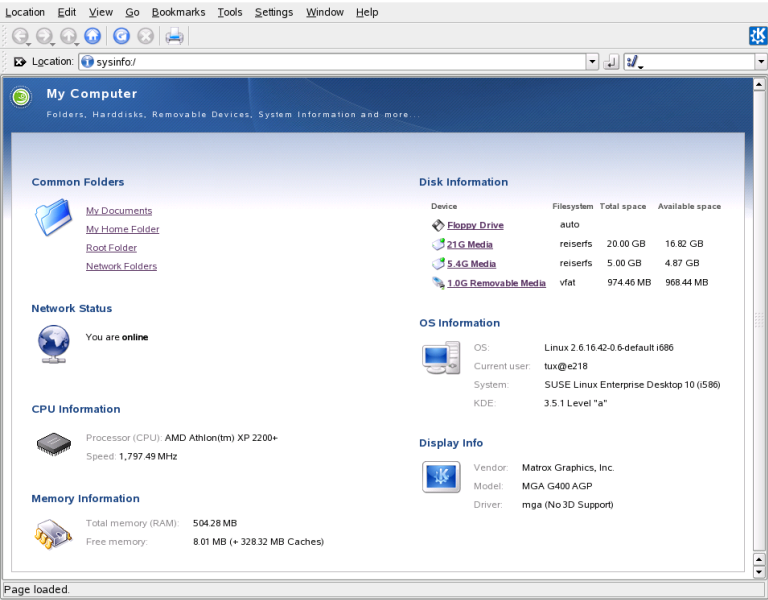 Location Edit View Go Bookmarks Tools Settings Window Help
Location: sysinfo:/
My Computer
Folders, Harddisks, Removable Devices, System Information and more...
Common Folders
My Documents
My Home Folder
Root Folder
Network Folders
Network Status
You are online
CPU Information
Processor (CPU): AMD Athlon(tm) XP 2200+
Speed: 1,797.49 MHz
Memory Information
Total memory (RAM): 504.28 MB
Free memory: 8.01 MB (+ 328.32 MB Caches)
Disk Information
Device Filesystem Total space Available space
Floppy Drive auto
21G Media reiserfs 20.00 GB 16.82 GB
5.4G Media reiserfs 5.00 GB 4.87 GB
1.0G Removable Media vfat 974.46 MB 968.44 MB
OS Information
OS: Linux 2.6.16.42-0.6-default i686
Current user: tux@e218
System: SUSE Linux Enterprise Desktop 10 (i586)
KDE: 3.5.1 Level "a"
Display Info
Vendor: Matrox Graphics, Inc.
Model: MGA G400 AGP
Driver: mga (No 3D Support)
Page loaded.